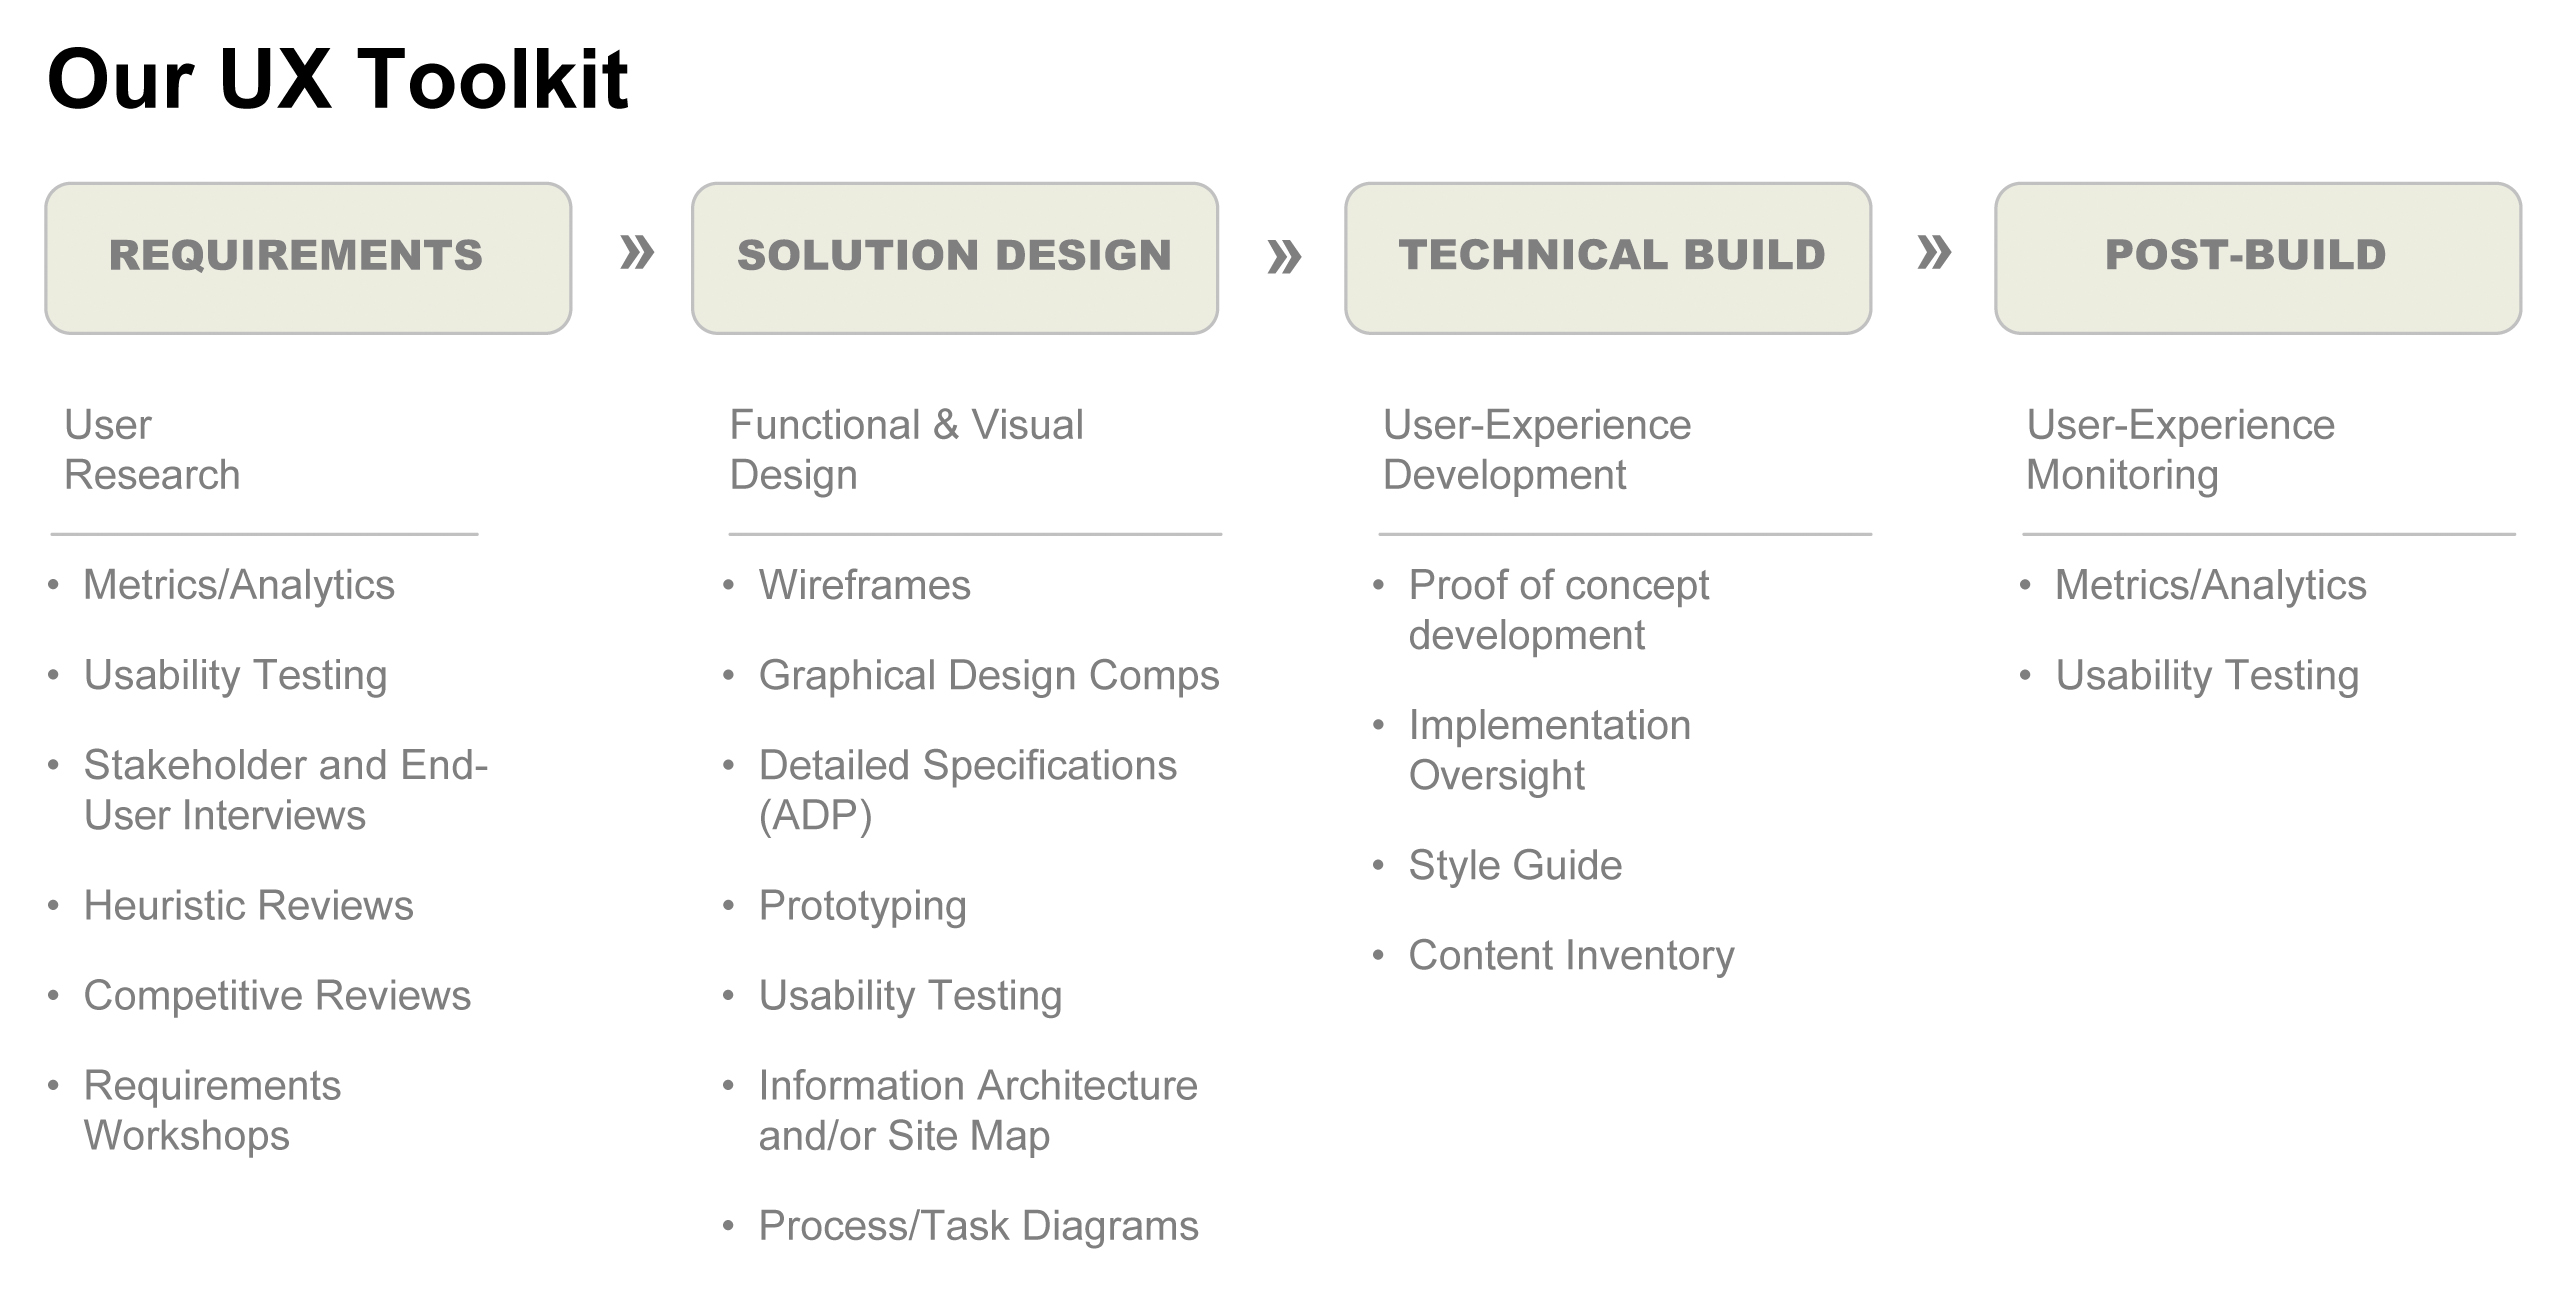 Our UX Toolkit
REQUIREMENTS » SOLUTION DESIGN » TECHNICAL BUILD » POST-BUILD
User
Research
• Metrics/Analytics
• Usability Testing
• Stakeholder and End-
User Interviews
• Heuristic Reviews
• Competitive Reviews
• Requirements
Workshops
Functional & Visual
Design
• Wireframes
• Graphical Design Comps
• Detailed Specifications
(ADP)
• Prototyping
• Usability Testing
• Information Architecture
and/or Site Map
• Process/Task Diagrams
User-Experience
Development
• Proof of concept
development
• Implementation
Oversight
• Style Guide
• Content Inventory
User-Experience
Monitoring
• Metrics/Analytics
• Usability Testing